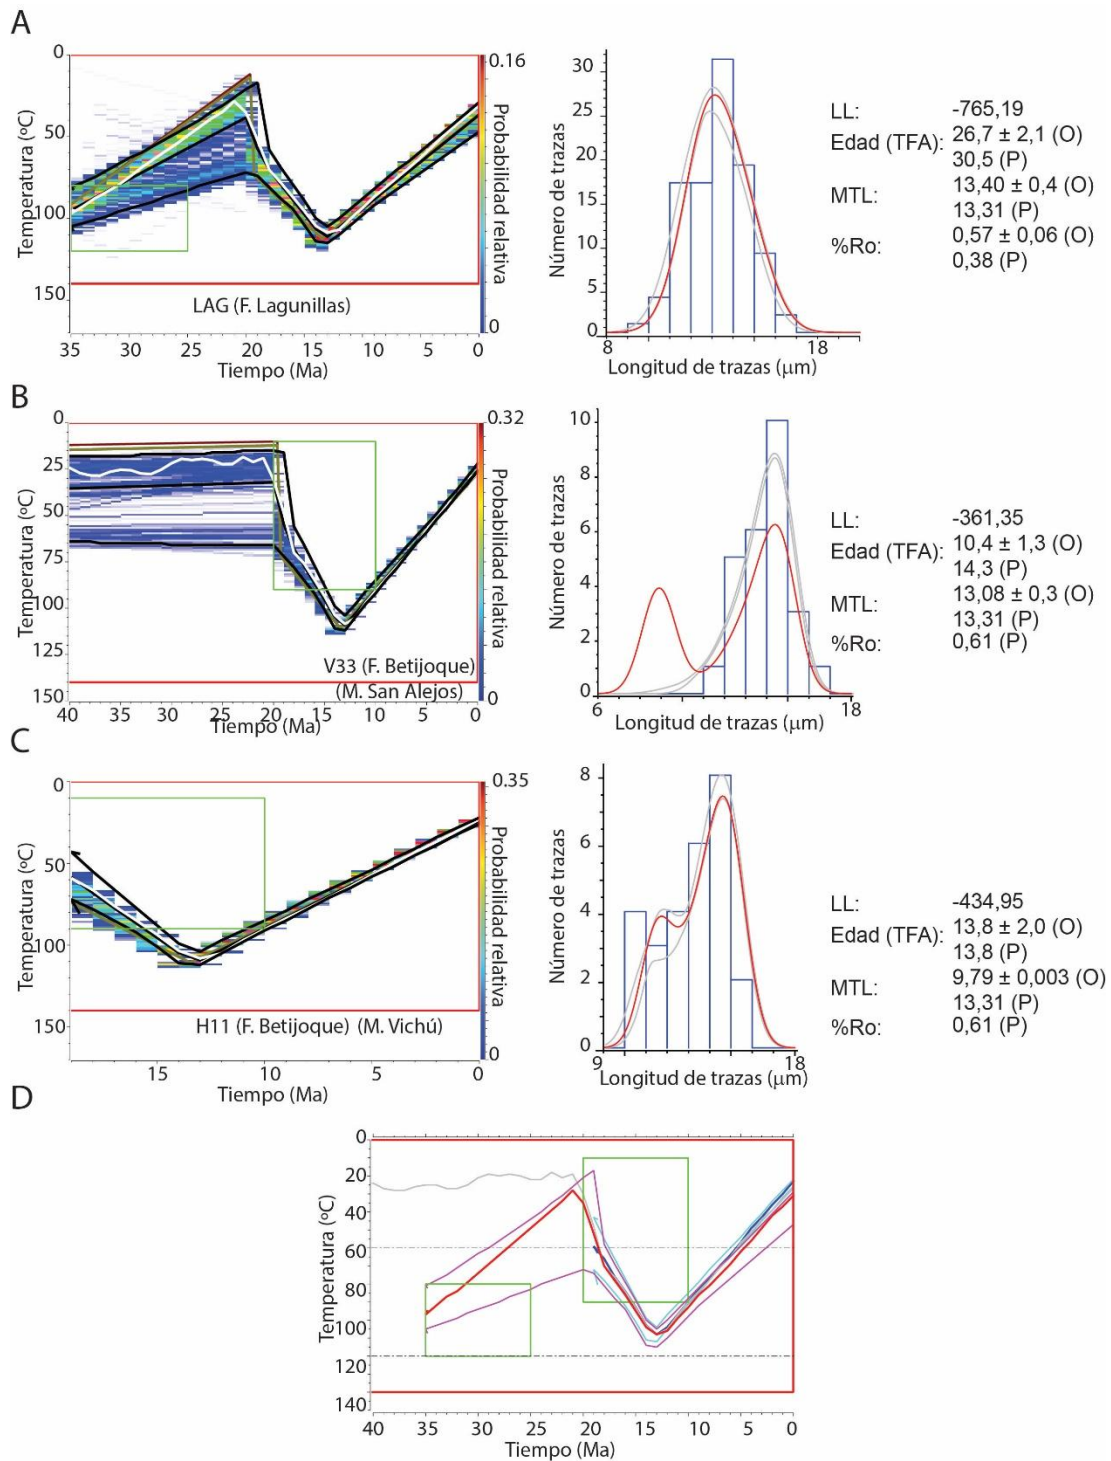 A
0
50
100
150
Temperatura (ºC)
35
30
25
20
15
10
5
0
Tiempo (Ma)
LAG (F. Lagunillas)
0.16
0
Probabilidad relativa
30
25
20
15
10
5
0
Número de trazas
8
18
Longitud de trazas (μm)
LL: -765,19
Edad (TFA): 26,7 ± 2,1 (O)
30,5 (P)
MTL: 13,40 ± 0,4 (O)
13,31 (P)
%Ro: 0,57 ± 0,06 (O)
0,38 (P)
B
0
25
50
75
100
125
150
Temperatura (ºC)
40
35
30
25
20
15
10
5
0
Tiempo (Ma)
V33 (F. Betijoque)
(M. San Alejos)
0.32
0
Probabilidad relativa
10
8
6
4
2
0
Número de trazas
6
18
Longitud de trazas (μm)
LL: -361,35
Edad (TFA): 10,4 ± 1,3 (O)
14,3 (P)
MTL: 13,08 ± 0,3 (O)
13,31 (P)
%Ro: 0,61 (P)
C
0
50
100
150
Temperatura (ºC)
15
10
5
0
Tiempo (Ma)
H11 (F. Betijoque) (M. Vichú)
0.35
0
Probabilidad relativa
8
6
4
2
0
Número de trazas
9
18
Longitud de trazas (μm)
LL: -434,95
Edad (TFA): 13,8 ± 2,0 (O)
13,8 (P)
MTL: 9,79 ± 0,003 (O)
13,31 (P)
%Ro: 0,61 (P)
D
0
20
40
60
80
100
120
140
Temperatura (ºC)
40
35
30
25
20
15
10
5
0
Tiempo (Ma)